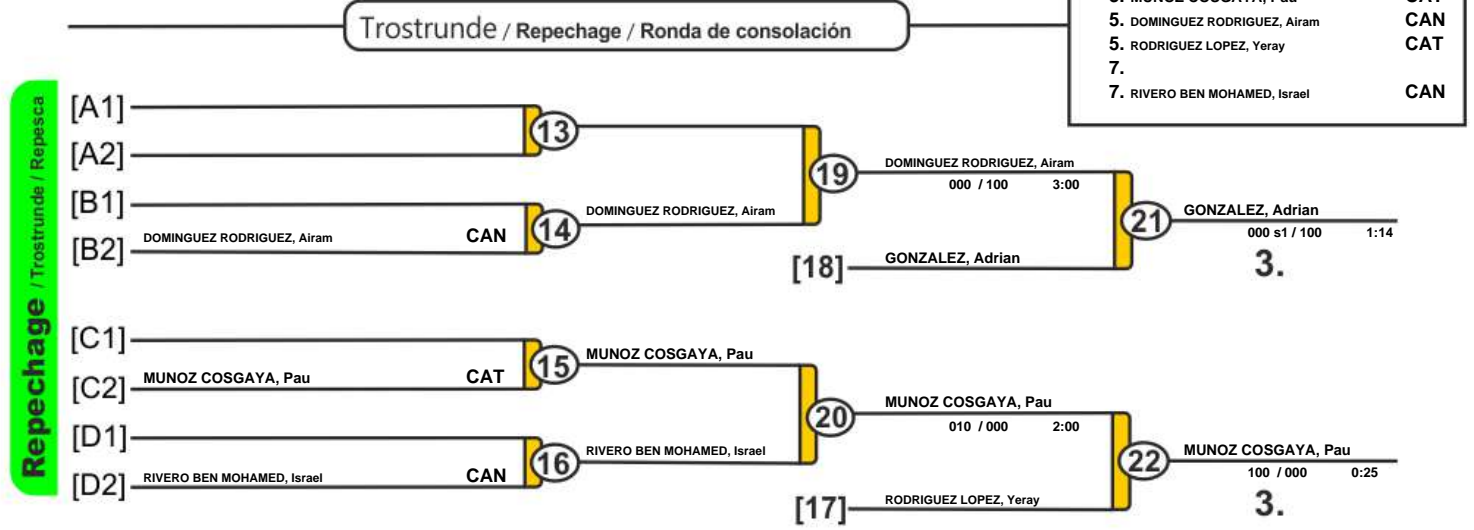 3. MUNOZ COSGAYA, Pau CAT
5. DOMINGUEZ RODRIGUEZ, Airam CAN
5. RODRIGUEZ LOPEZ, Yeray CAT
7.
7. RIVERO BEN MOHAMED, Israel CAN
Trostrunde / Repechage / Ronda de consolación
Repechage / Trostrunde / Repesca
[A1]
13
[A2]
19
DOMINGUEZ RODRIGUEZ, Airam
000 / 100 3:00
[B1]
DOMINGUEZ RODRIGUEZ, Airam
21
GONZALEZ, Adrian
000 s1 / 100 1:14
3.
[B2] DOMINGUEZ RODRIGUEZ, Airam CAN
14
[18] GONZALEZ, Adrian
[C1]
15
MUNOZ COSGAYA, Pau
[C2] MUNOZ COSGAYA, Pau CAT
20
MUNOZ COSGAYA, Pau
010 / 000 2:00
[D1]
16
RIVERO BEN MOHAMED, Israel
22
MUNOZ COSGAYA, Pau
100 / 000 0:25
3.
[D2] RIVERO BEN MOHAMED, Israel CAN
[17] RODRIGUEZ LOPEZ, Yeray